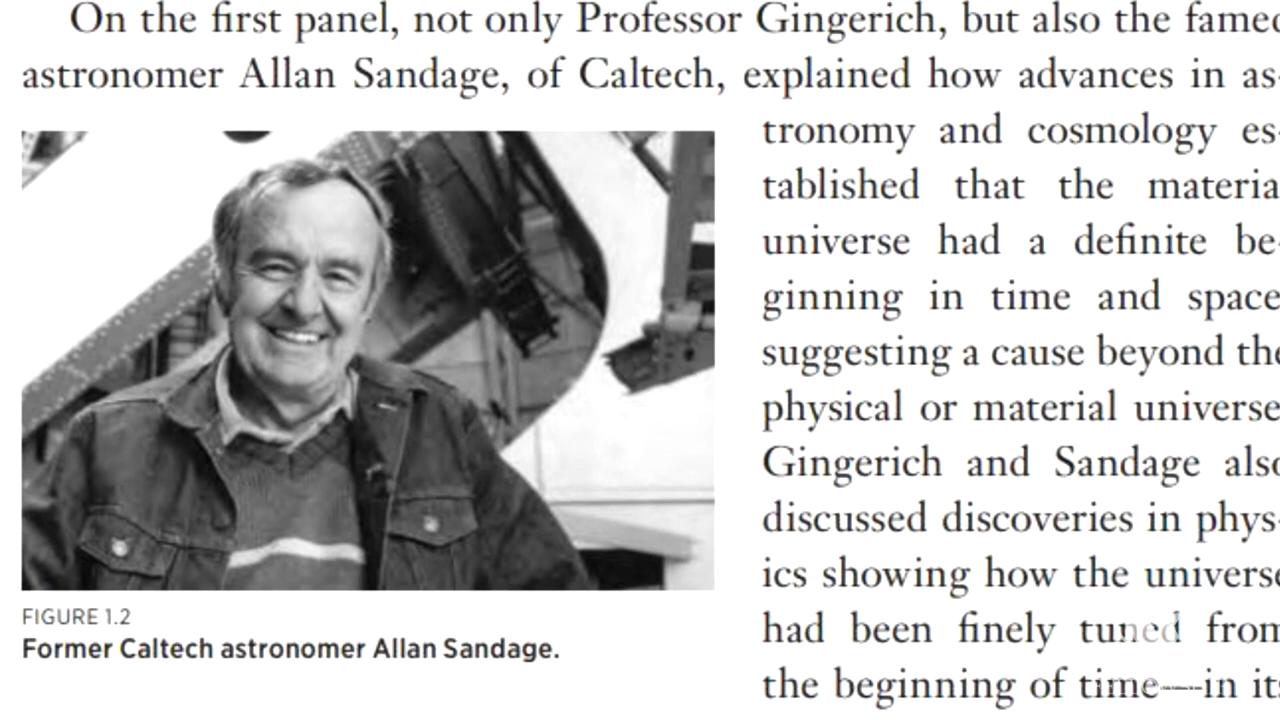 On the first panel, not only Professor Gingerich, but also the famed
astronomer Allan Sandage, of Caltech, explained how advances in as-
tronomy and cosmology es-
tablished that the materia
universe had a definite be-
ginning in time and space
suggesting a cause beyond the
physical or material universe
Gingerich and Sandage also
discussed discoveries in phys-
ics showing how the universe
had been finely tuned from
the beginning of time—in its
FIGURE 1.2
Former Caltech astronomer Allan Sandage.